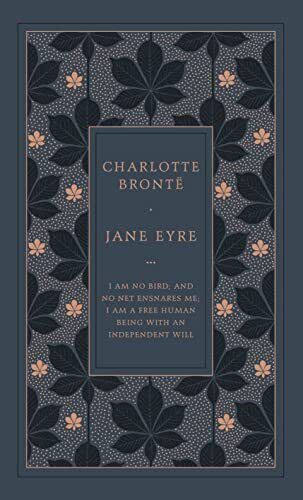 CHARLOTTE
BRONTË
.
JANE EYRE
...
I AM NO BIRD; AND
NO NET ENSNARES ME;
I AM A FREE HUMAN
BEING WITH AN
INDEPENDENT WILL